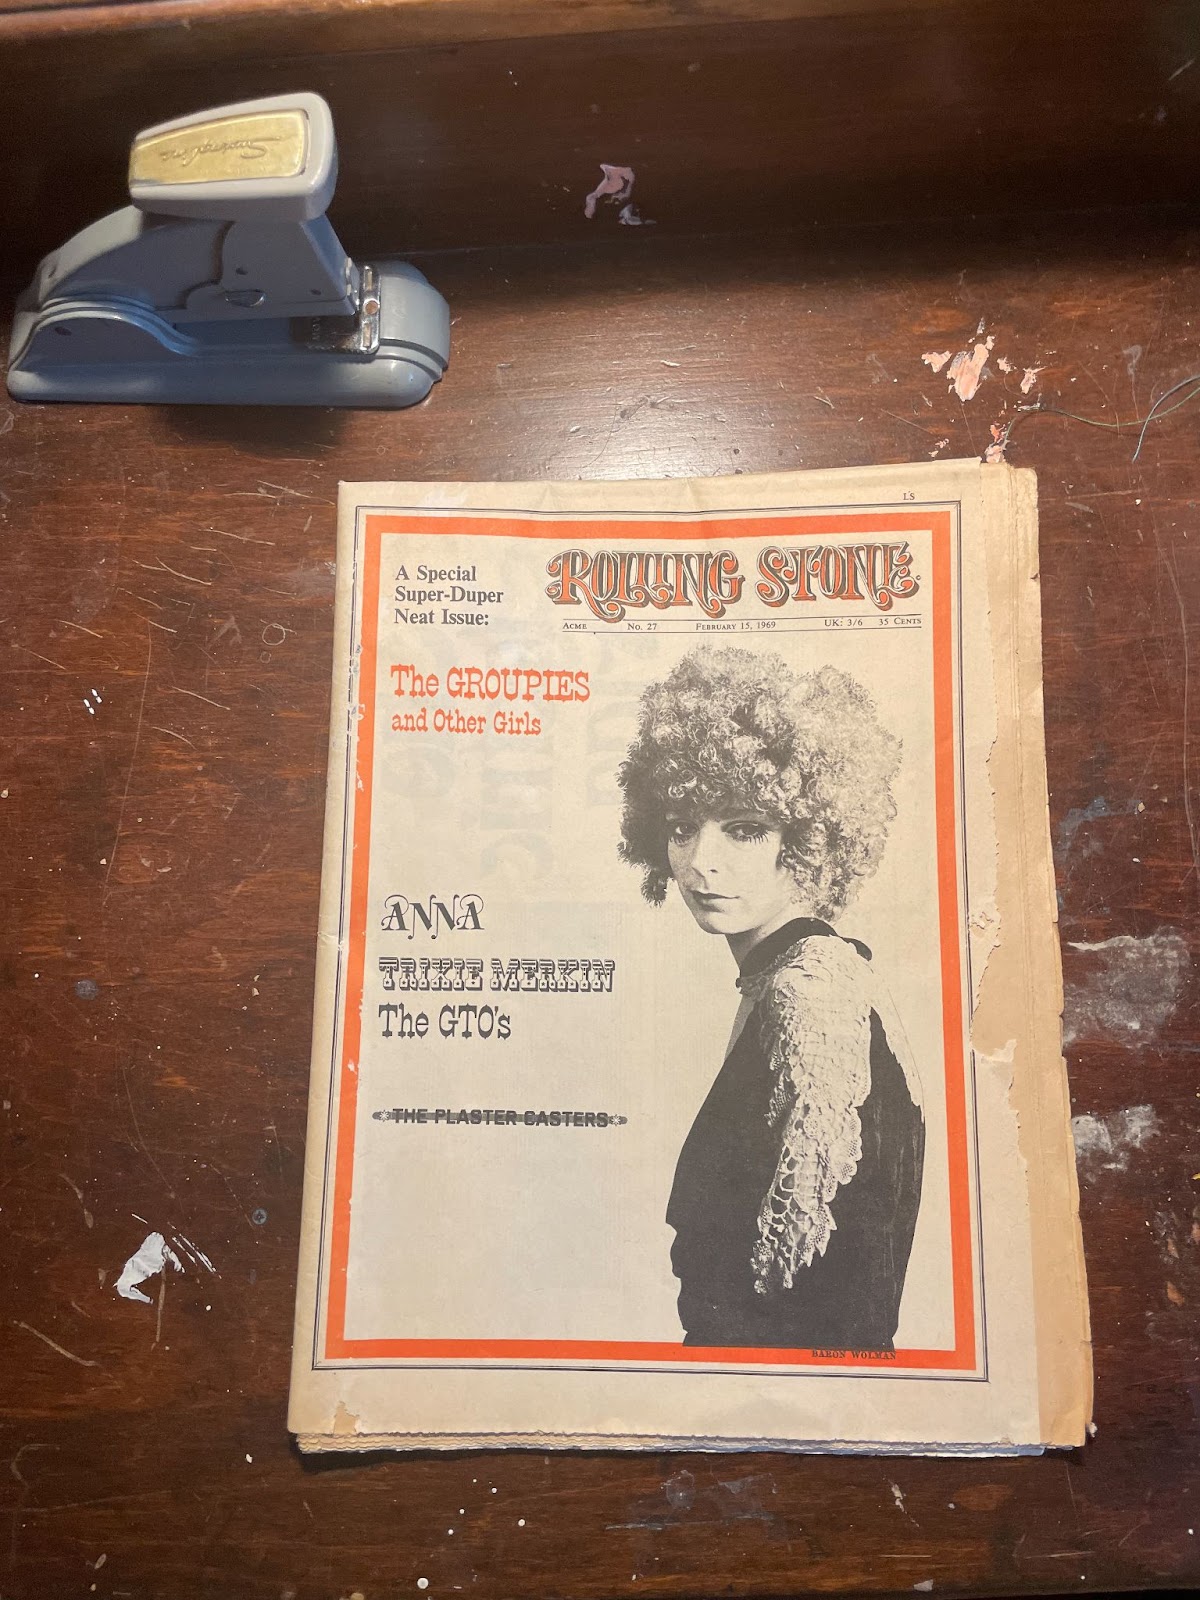 Swingline
L'S
A Special
Super-Duper
Neat Issue:
ROLLING STONE
ACME No. 27 FEBRUARY 15, 1969 UK: 3/6 35 CENTS
The GROUPIES
and Other Girls
ANNA
TRIXIE MERKIN
The GTO's
THE PLASTER CASTERS
BARON WOLMAN